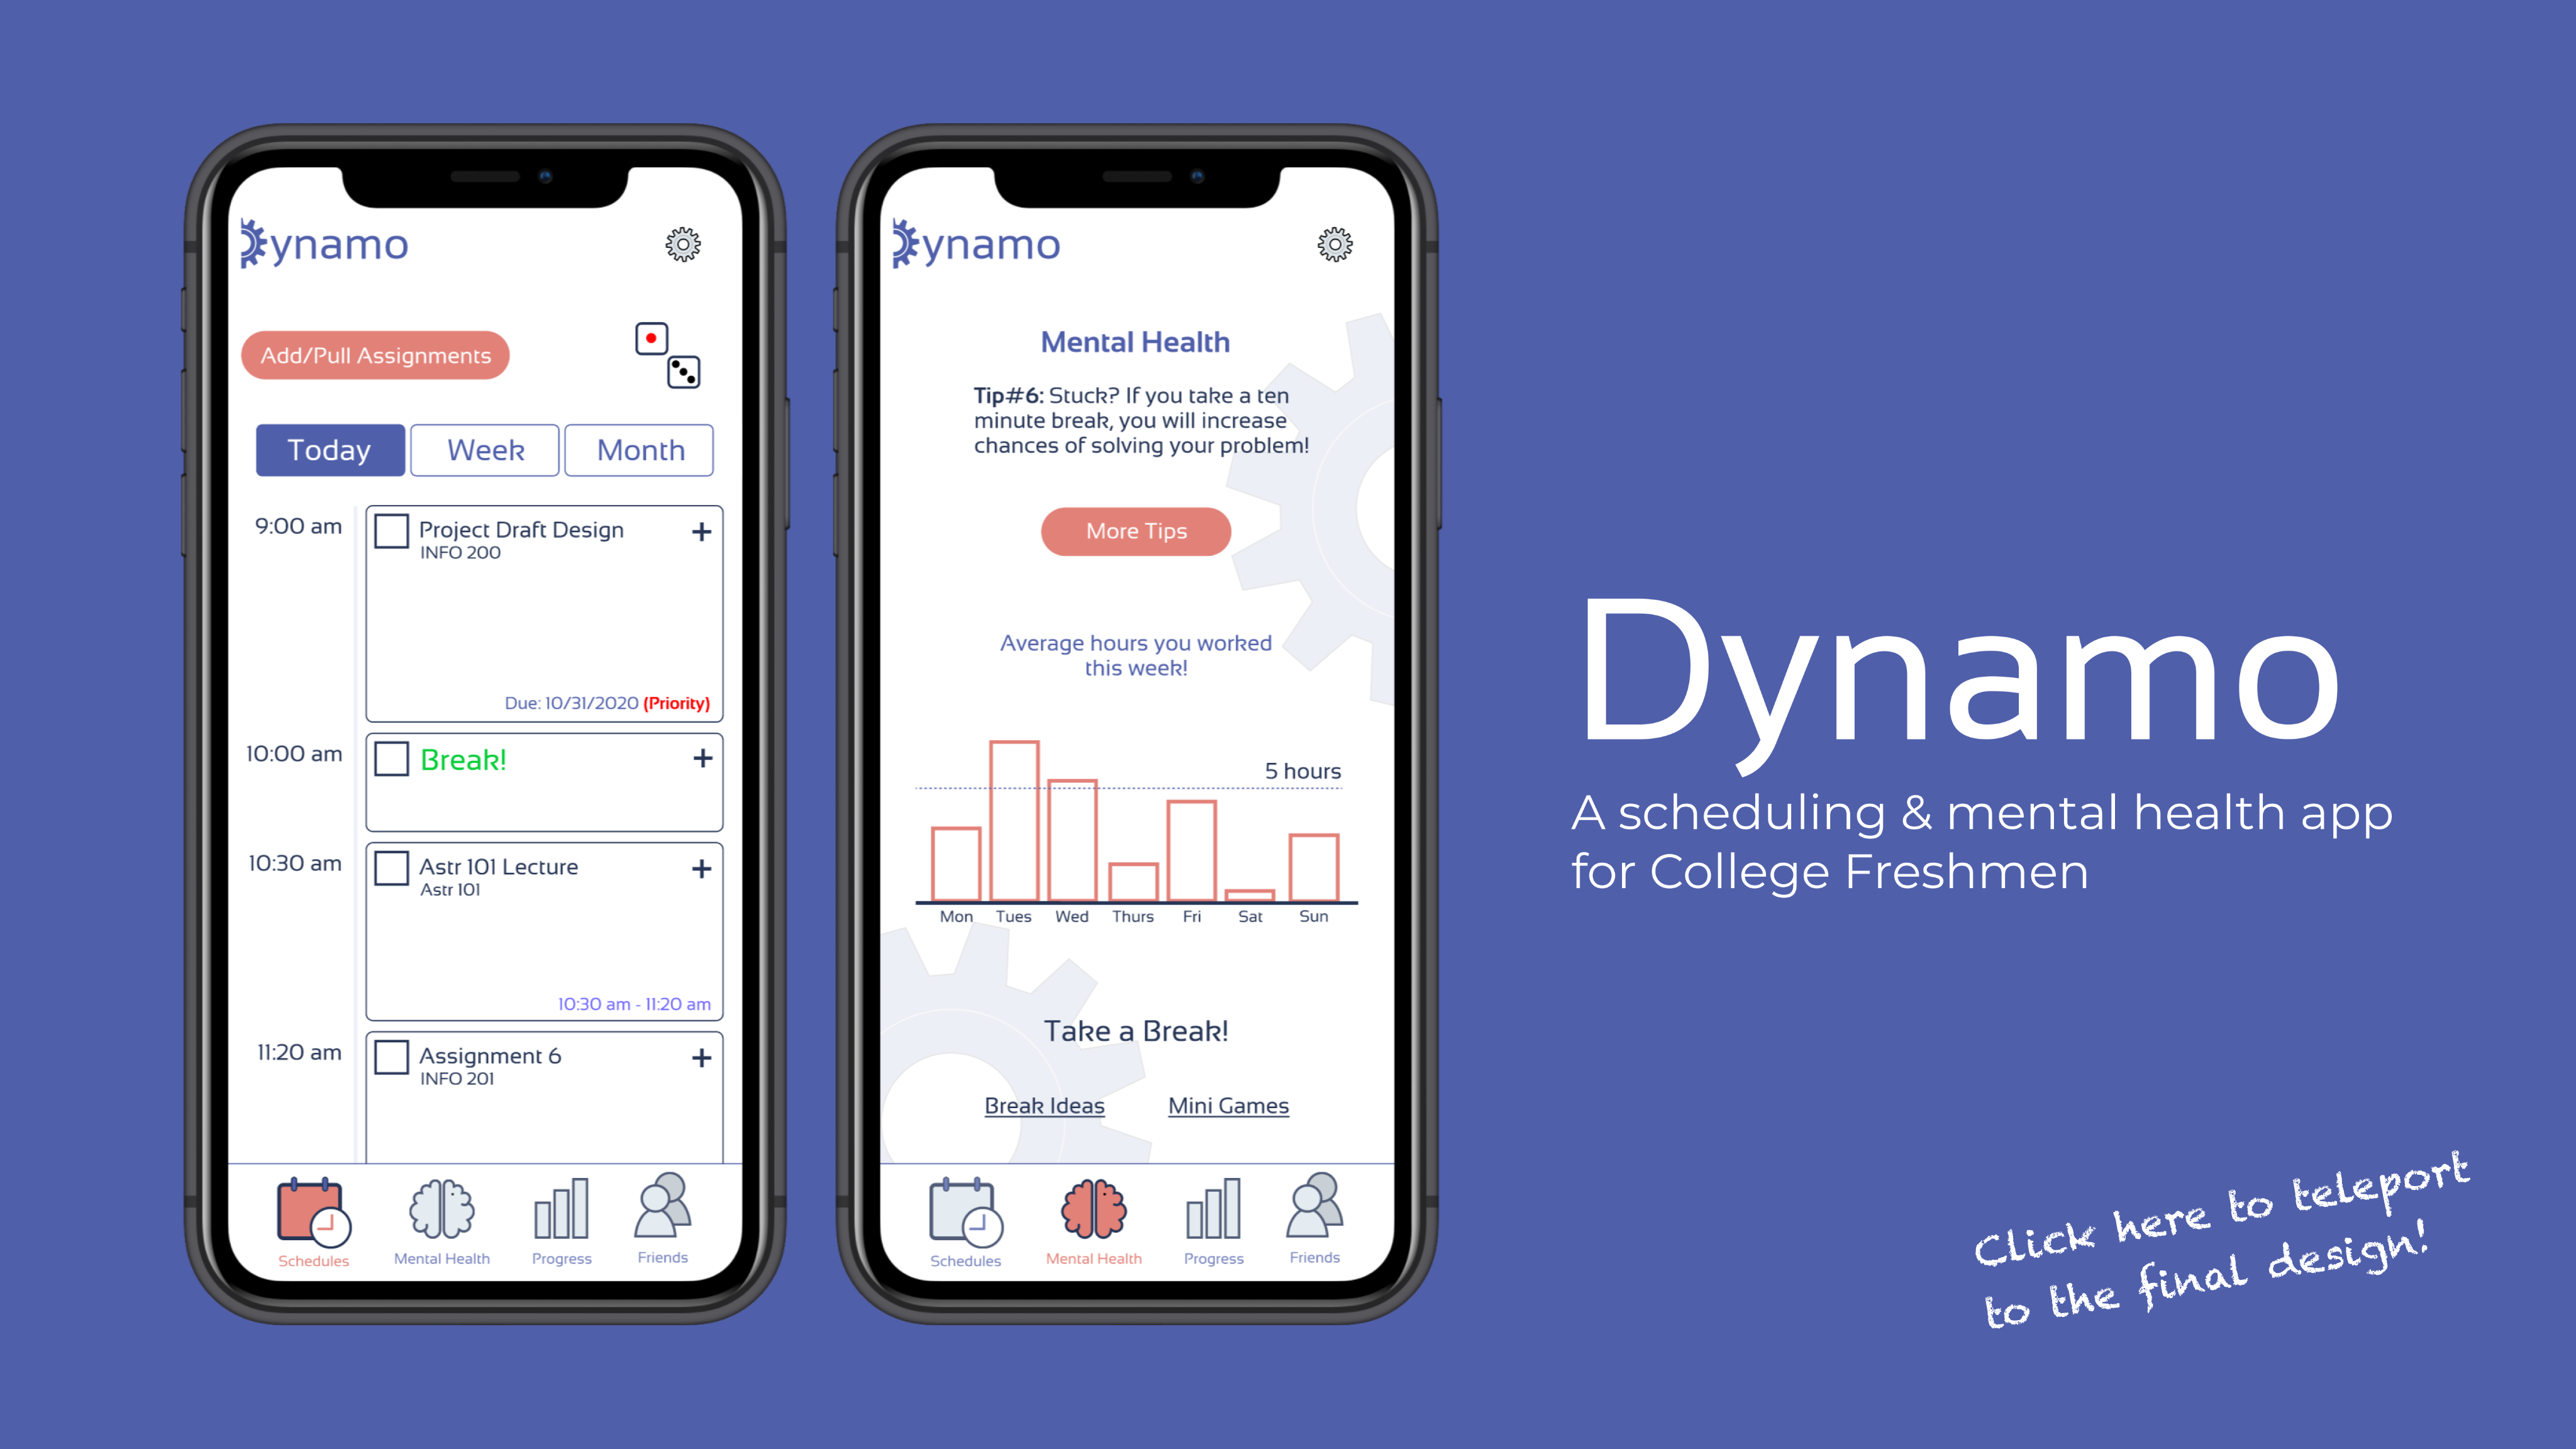 Dynamo
Add/Pull Assignments
Today Week Month
9:00 am
Project Draft Design
INFO 200
Due: 10/31/2020 (Priority)
10:00 am
Break!
10:30 am
Astr 101 Lecture
Astr 101
10:30 am - 11:20 am
11:20 am
Assignment 6
INFO 201
Schedules Mental Health Progress Friends
Dynamo
Mental Health
Tip#6: Stuck? If you take a ten
minute break, you will increase
chances of solving your problem!
More Tips
Average hours you worked
this week!
5 hours
Mon Tues Wed Thurs Fri Sat Sun
Take a Break!
Break Ideas Mini Games
Schedules Mental Health Progress Friends
Dynamo
A scheduling & mental health app
for College Freshmen
Click here to teleport
to the final design!